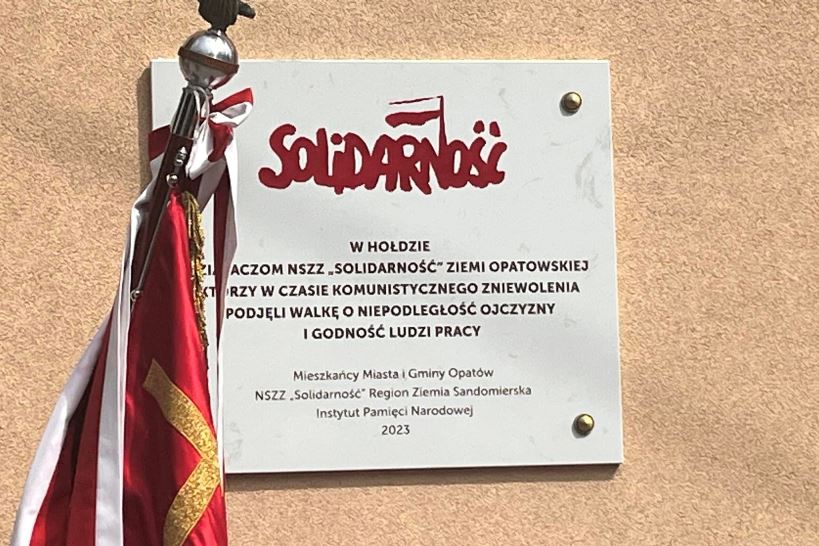 SOLIDARNOŚĆ
W HOŁDZIE
NSZZ „SOLIDARNOŚĆ” ZIEMI OPATOWSKIEJ
W CZASIE KOMUNISTYCZNEGO ZNIEWOLENIA
PODJĘLI WALKĘ O NIEPODLEGŁOŚĆ OJCZYZNY
I GODNOŚĆ LUDZI PRACY
Mieszkańcy Miasta i Gminy Opatów
NSZZ „Solidarność” Region Ziemia Sandomierska
Instytut Pamięci Narodowej
2023